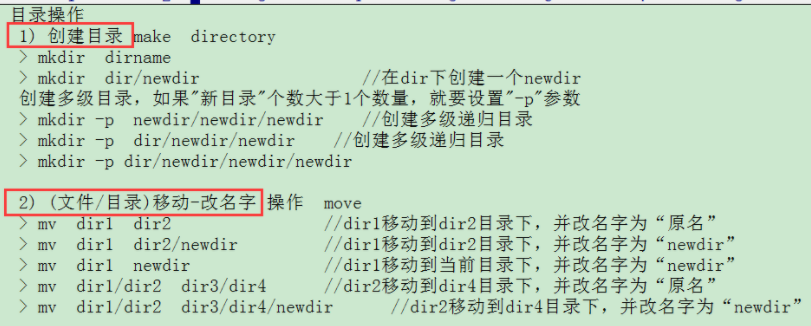 目录操作
1) 创建目录 make directory
> mkdir dirname
> mkdir dir/newdir //在dir下创建一个newdir
创建多级目录，如果"新目录"个数大于1个数量，就要设置"-p"参数
> mkdir -p newdir/newdir/newdir //创建多级递归目录
> mkdir -p dir/newdir/newdir //创建多级递归目录
> mkdir -p dir/newdir/newdir/newdir
2) (文件/目录)移动-改名字 操作 move
> mv dir1 dir2 //dir1移动到dir2目录下，并改名字为“原名”
> mv dir1 dir2/newdir //dir1移动到dir2目录下，并改名字为“newdir”
> mv dir1 newdir //dir1移动到当前目录下，并改名字为“newdir”
> mv dir1/dir2 dir3/dir4 //dir2移动到dir4目录下，并改名字为“原名”
> mv dir1/dir2 dir3/dir4/newdir //dir2移动到dir4目录下，并改名字为“newdir”